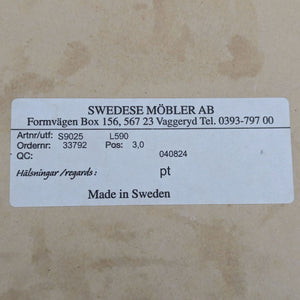 SWEDESE MÖBLER AB
Formvägen Box 156, 567 23 Vaggeryd Tel. 0393-797 00
Artnr/utf: S9025 L590
Ordernr: 33792 Pos: 3,0
QC: 040824
Hälsningar /regards : pt
Made in Sweden